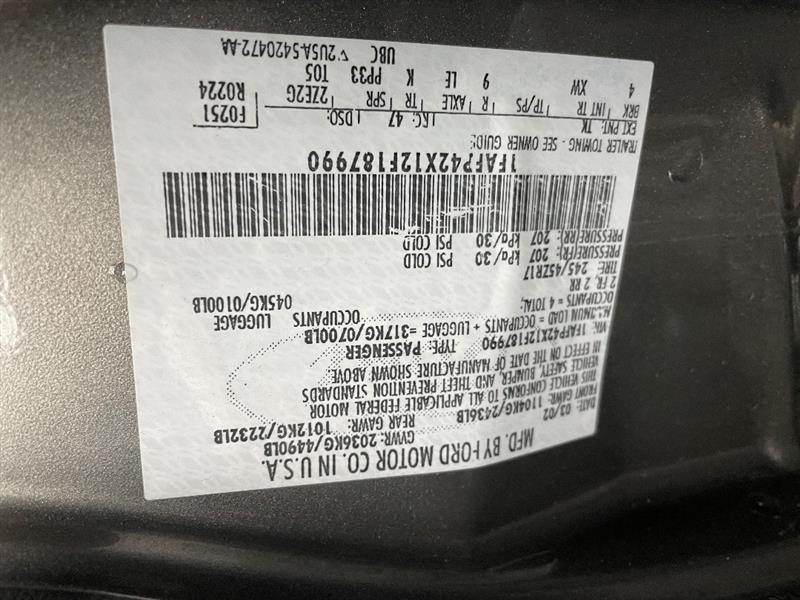 MFD. BY FORD MOTOR CO. IN U.S.A.
DATE: 03/02 GVWR: 2036KG/4490LB
FRONT GAWR: 1104KG/2436LB REAR GAWR: 1012KG/2232LB
THIS VEHICLE CONFORMS TO ALL APPLICABLE FEDERAL MOTOR
VEHICLE SAFETY, BUMPER, AND THEFT PREVENTION STANDARDS
IN EFFECT ON THE DATE OF MANUFACTURE SHOWN ABOVE
VIN: 1FAFP42X12F187990 TYPE: PASSENGER
MAXIMUM LOAD = OCCUPANTS + LUGGAGE =317KG/0700LB
OCCUPANTS = 4 TOTAL; OCCUPANTS LUGGAGE
2 FR, 2 RR 045KG/0100LB
TIRE: 245/45ZR17
PRESSURE(FR): 207 kPa/30 PSI COLD
PRESSURE(RR): 207 kPa/30 PSI COLD
1FAFP42X12F187990
TRAILER TOWING - SEE OWNER GUIDE
EXT PNT: TK RC: 47 DSO: F0251
BRK INT TR TP/PS R AXLE TR SPR 2ZE2G R0224
4 XW 9 LE K PP33 T05
UBC
2U5A-5420472-AA